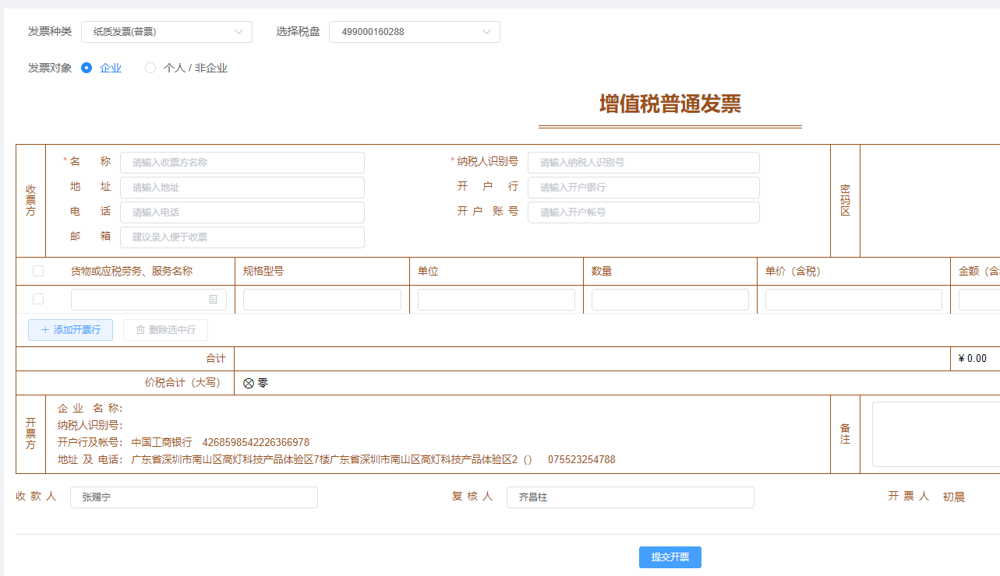 发票种类 纸质发票(普票) 选择税盘 499000160288
发票对象 企业 个人 / 非企业
增值税普通发票
收票方
* 名 称 请输入收票方名称 * 纳税人识别号 请输入纳税人识别号
地 址 请输入地址 开 户 行 请输入开户银行
电 话 请输入电话 开 户 账 号 请输入开户帐号
邮 箱 建议录入便于收票
密码区
货物或应税劳务、服务名称 规格型号 单位 数量 单价（含税） 金额（含
添加开票行 删除选中行
合计 ¥ 0.00
价税合计（大写） 零
开票方
企 业 名 称：
纳税人识别号：
开户行及帐号： 中国工商银行 4268598542226366978
地址 及 电话： 广东省深圳市南山区高灯科技产品体验区7楼广东省深圳市南山区高灯科技产品体验区2（） 075523254788
备注
收 款 人 张赐宁 复 核 人 齐昌柱 开 票 人 初晨
提交开票